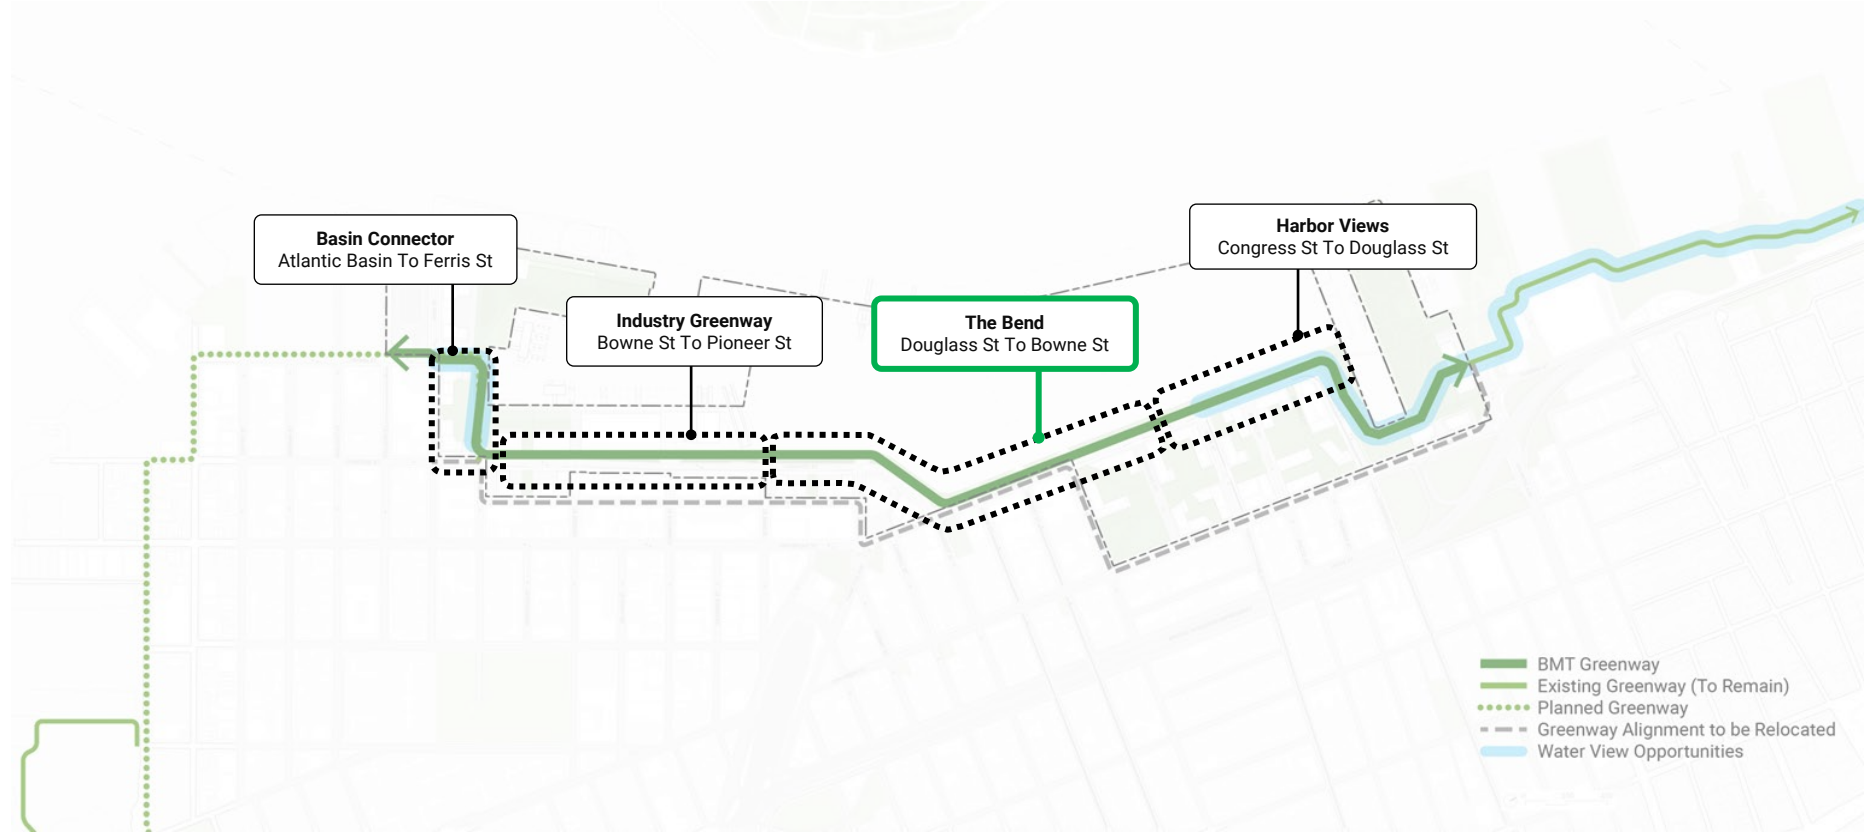 Basin Connector
Atlantic Basin To Ferris St
Industry Greenway
Bowne St To Pioneer St
The Bend
Douglass St To Bowne St
Harbor Views
Congress St To Douglass St
BMT Greenway
Existing Greenway (To Remain)
Planned Greenway
Greenway Alignment to be Relocated
Water View Opportunities